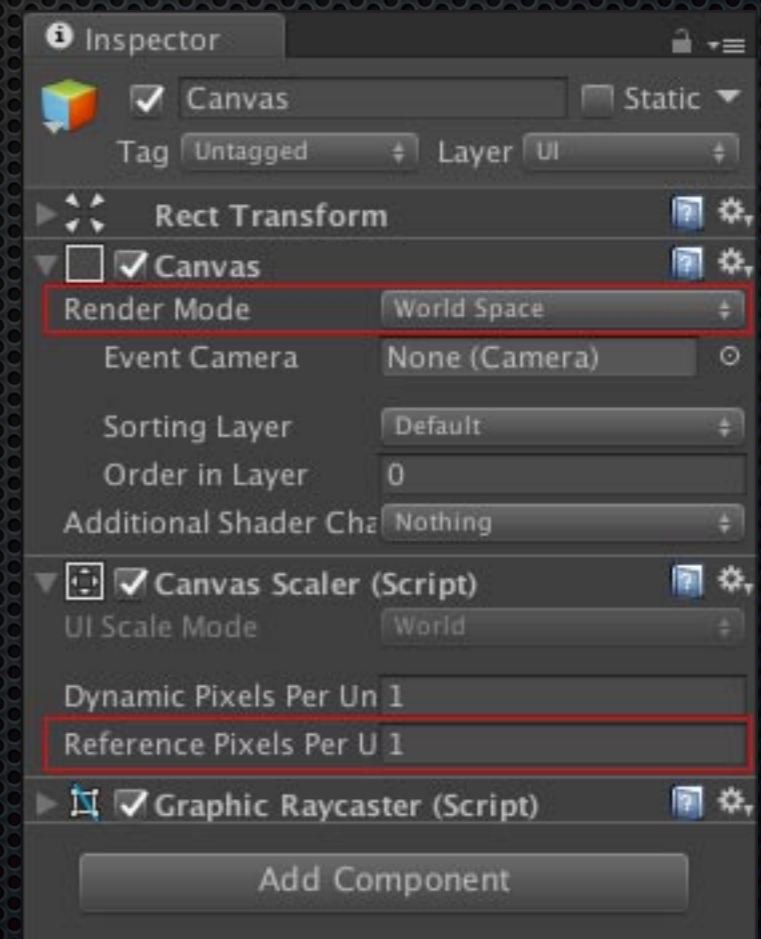 Inspector
Canvas Static
Tag Untagged Layer UI
Rect Transform
Canvas
Render Mode World Space
Event Camera None (Camera)
Sorting Layer Default
Order in Layer 0
Additional Shader Cha Nothing
Canvas Scaler (Script)
UI Scale Mode World
Dynamic Pixels Per Un 1
Reference Pixels Per U 1
Graphic Raycaster (Script)
Add Component